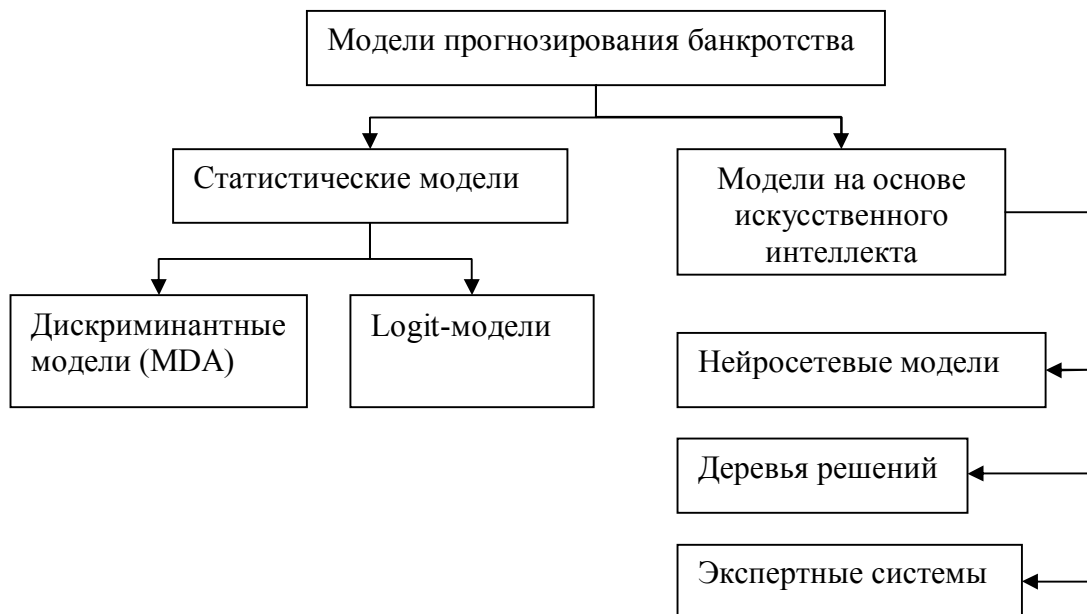 Модели прогнозирования банкротства
Статистические модели
Модели на основе
искусственного
интеллекта
Дискриминантные
модели (MDA)
Logit-модели
Нейросетевые модели
Деревья решений
Экспертные системы